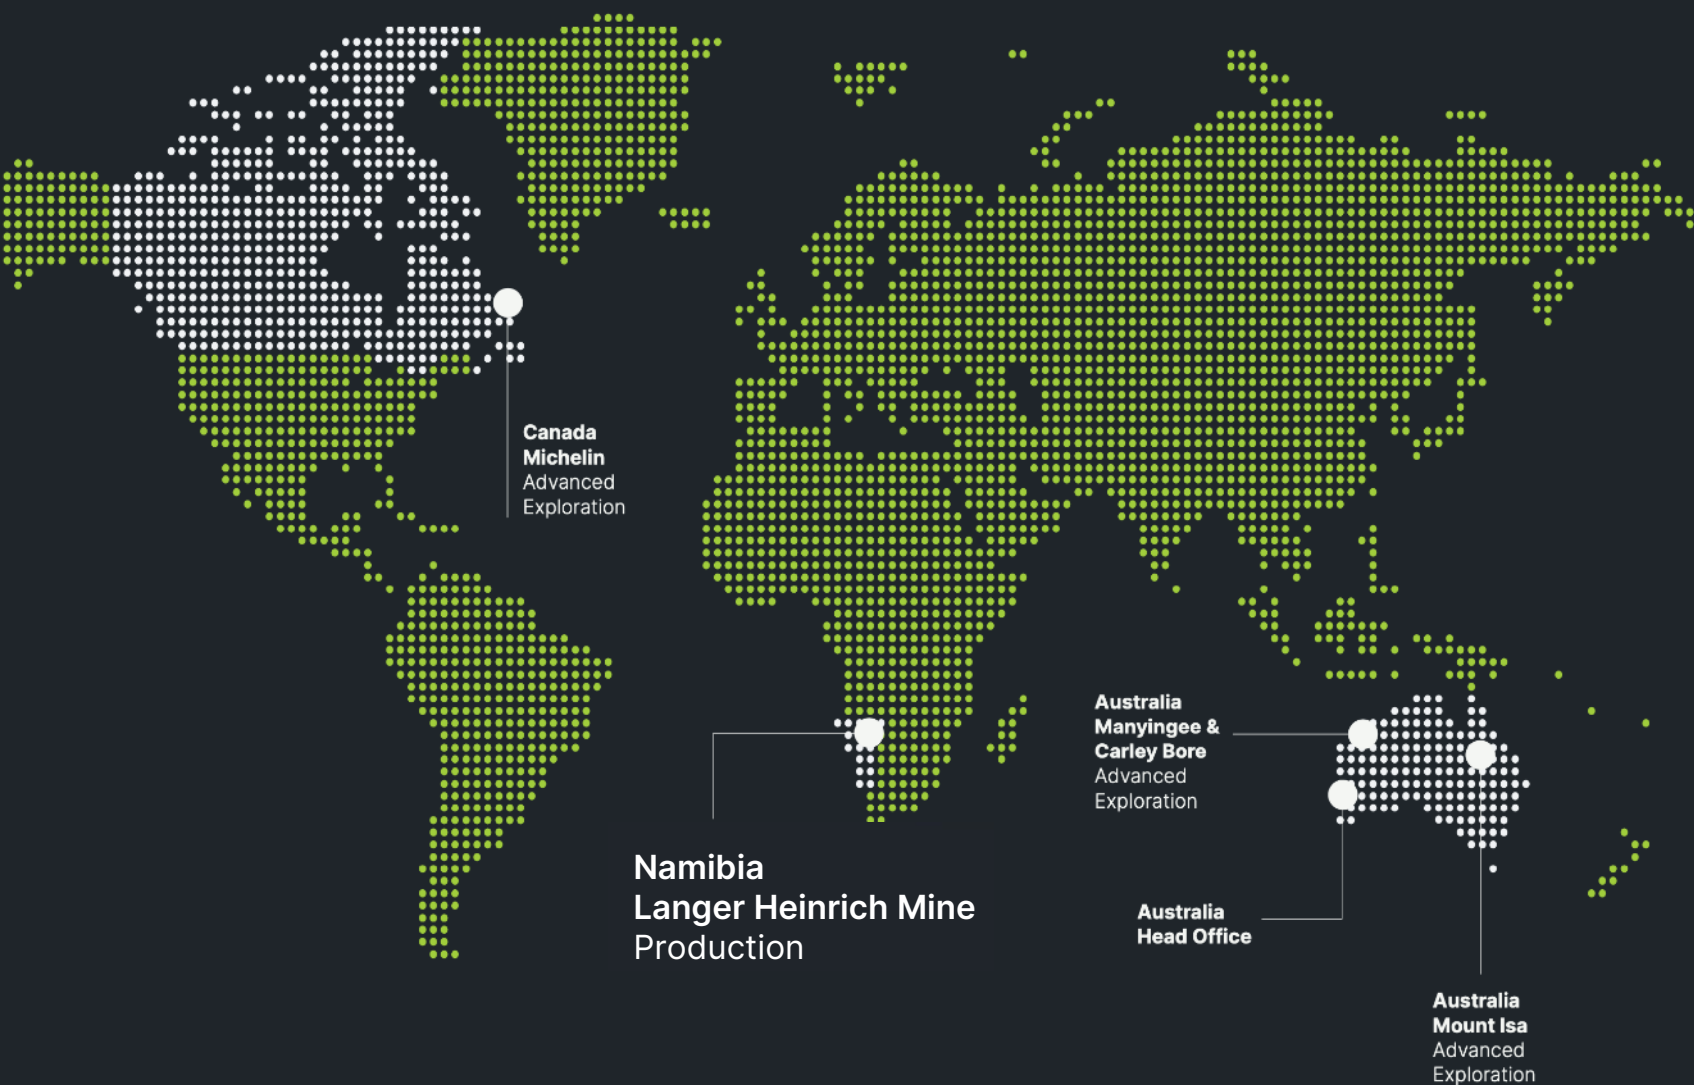 Canada
Michelin
Advanced
Exploration
Australia
Manyingee &
Carley Bore
Advanced
Exploration
Namibia
Langer Heinrich Mine
Production
Australia
Head Office
Australia
Mount Isa
Advanced
Exploration